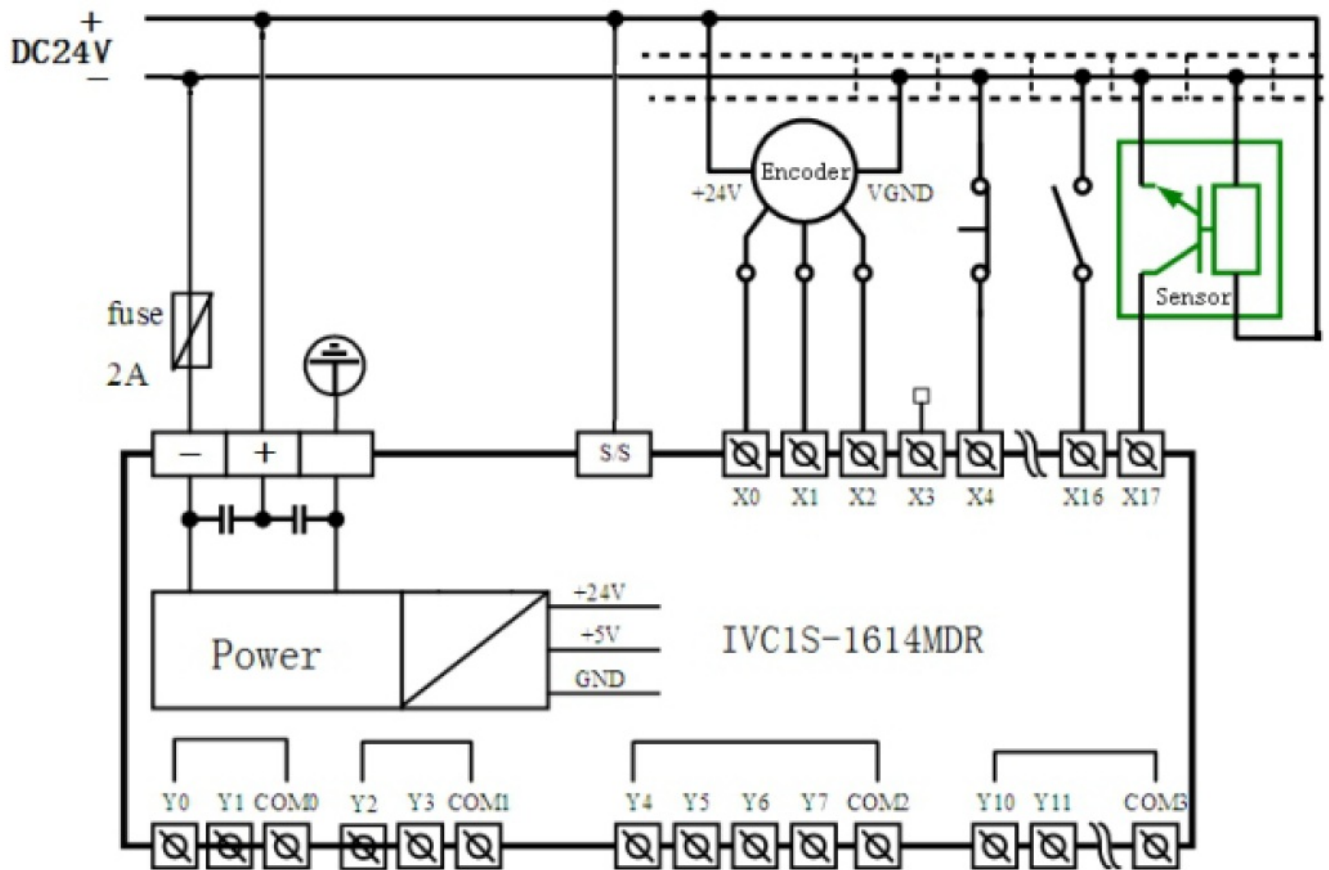 +
DC24V
−
Encoder
+24V
VGND
fuse
2A
Sensor
−
+
S/S
X0
X1
X2
X3
X4
X16
X17
+24V
+5V
GND
Power
IVC1S-1614MDR
Y0
Y1
COM0
Y2
Y3
COM1
Y4
Y5
Y6
Y7
COM2
Y10
Y11
COM3